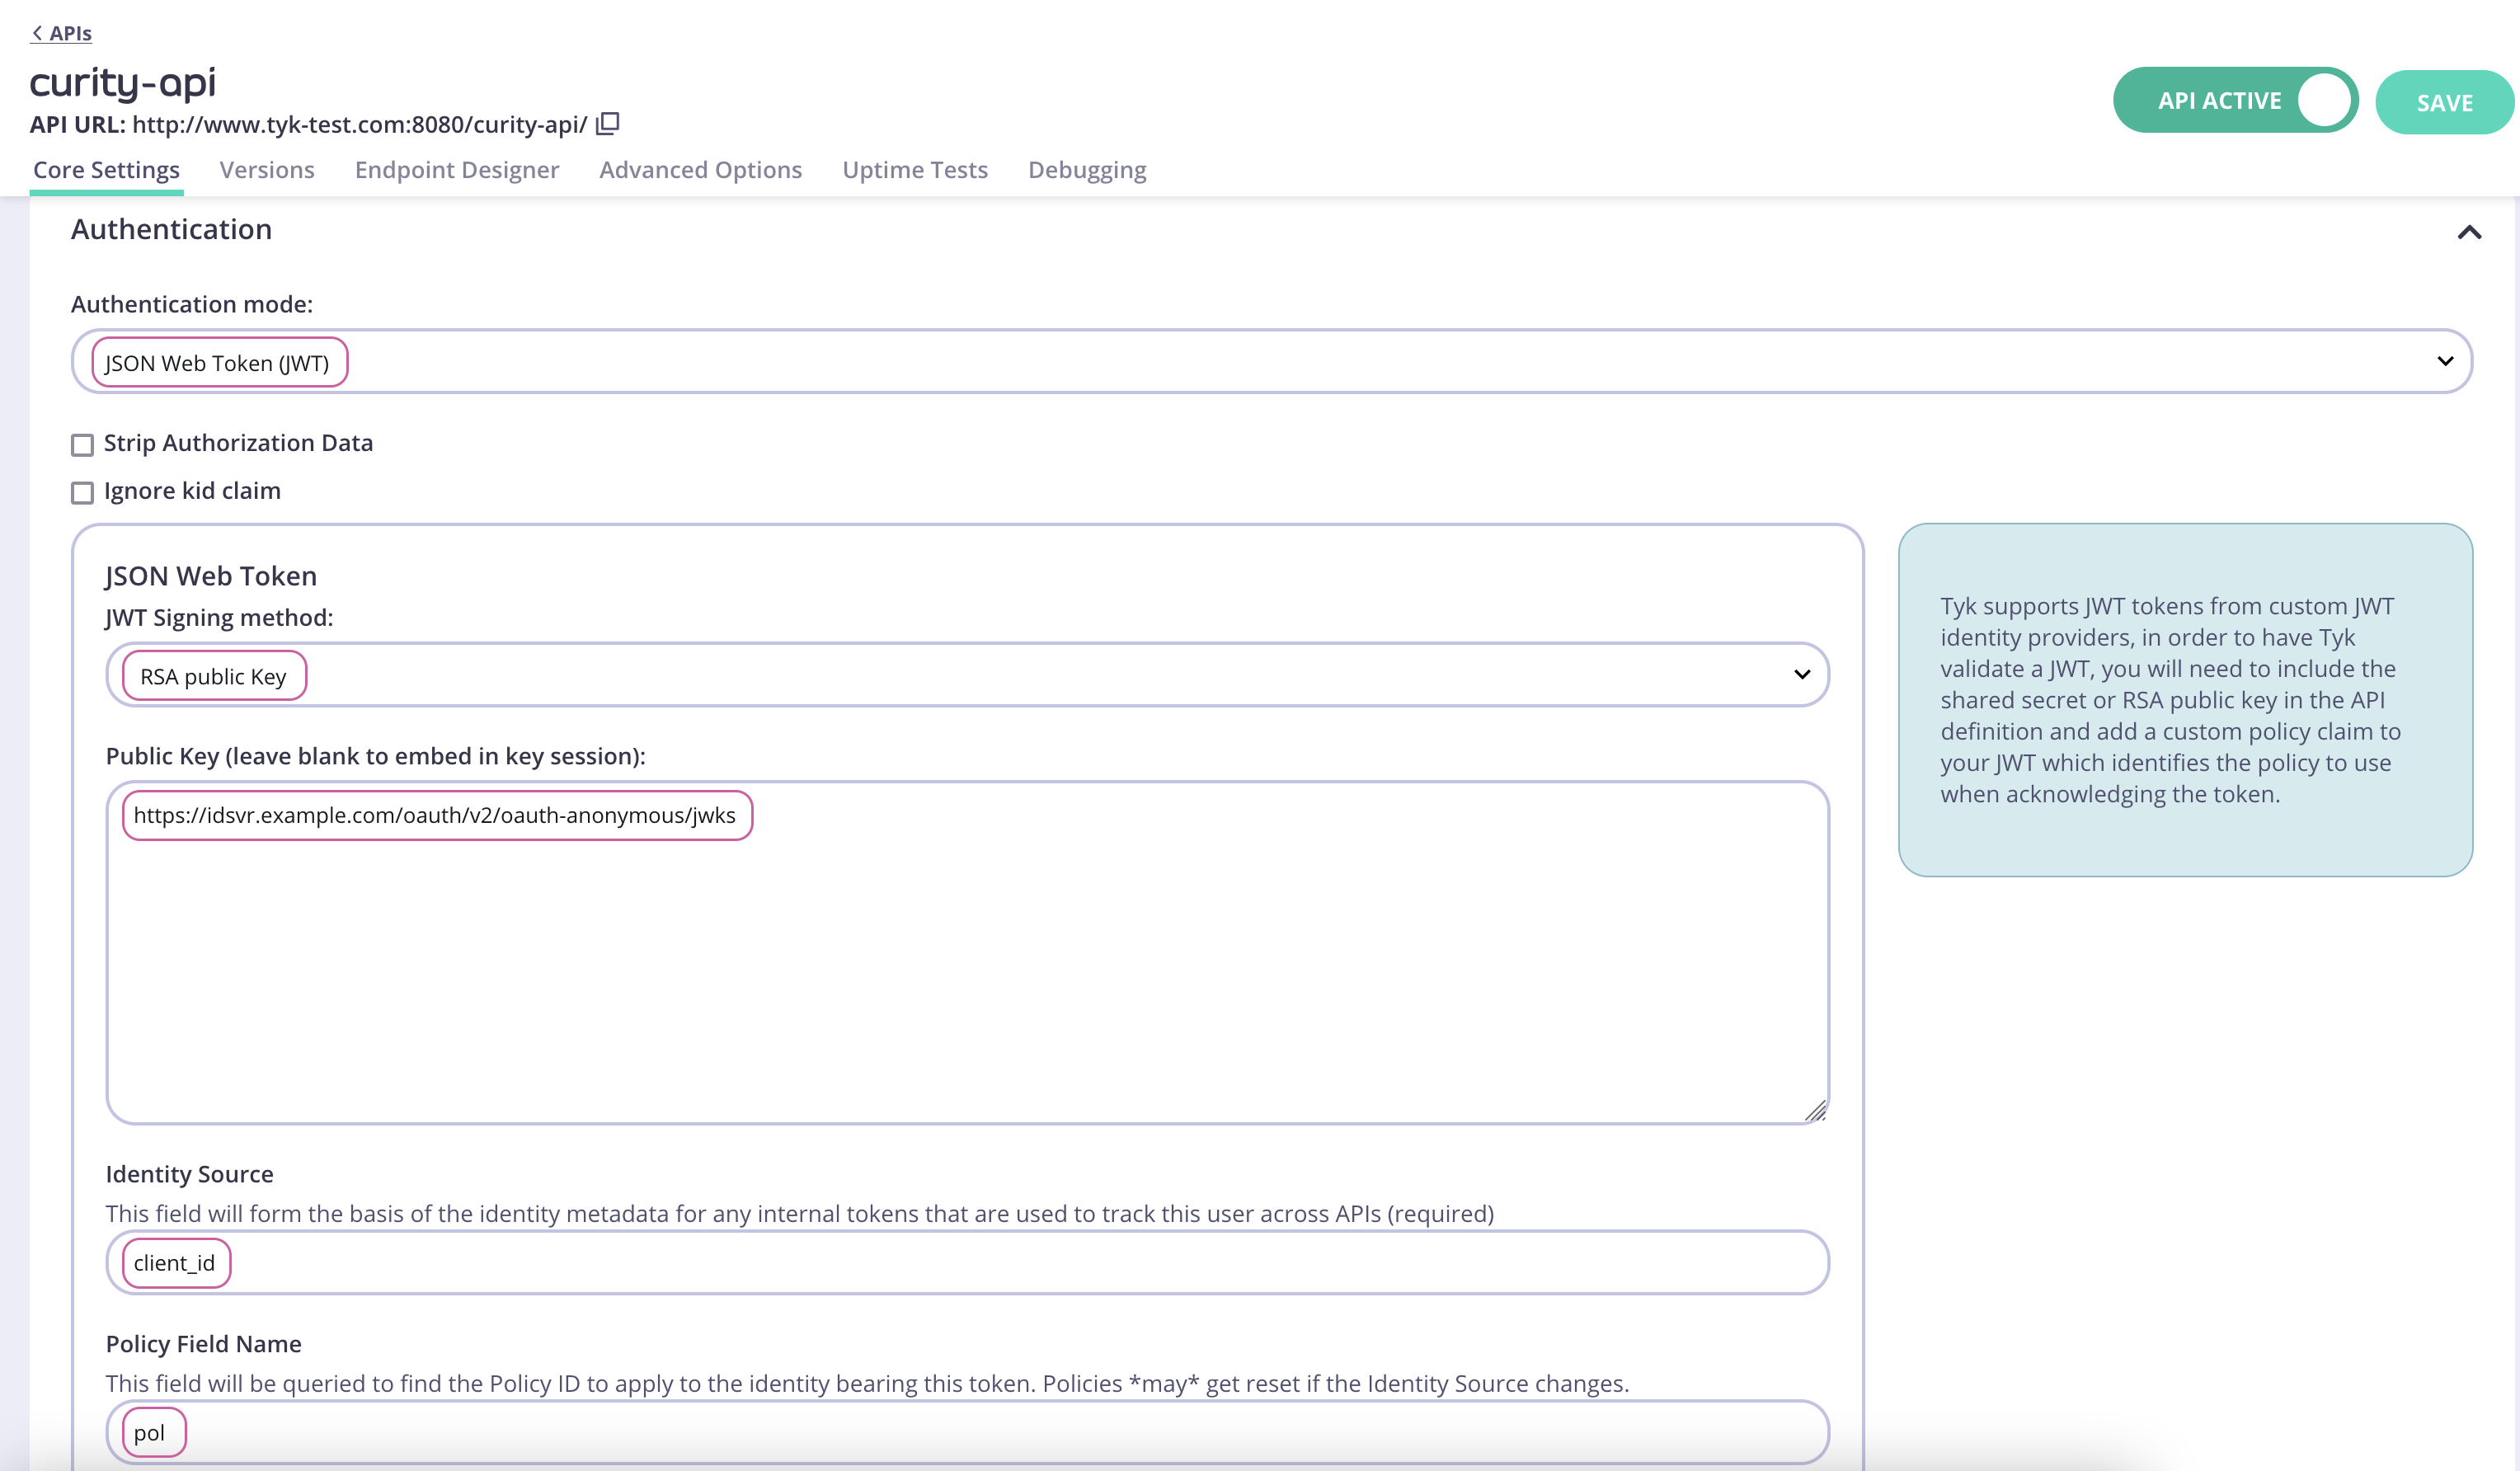 APIs
curity-api
API URL: http://www.tyk-test.com:8080/curity-api/
API ACTIVE
SAVE
Core Settings Versions Endpoint Designer Advanced Options Uptime Tests Debugging
Authentication
Authentication mode:
JSON Web Token (JWT)
Strip Authorization Data
Ignore kid claim
JSON Web Token
JWT Signing method:
RSA public Key
Public Key (leave blank to embed in key session):
https://idsvr.example.com/oauth/v2/oauth-anonymous/jwks
Identity Source
This field will form the basis of the identity metadata for any internal tokens that are used to track this user across APIs (required)
client_id
Policy Field Name
This field will be queried to find the Policy ID to apply to the identity bearing this token. Policies *may* get reset if the Identity Source changes.
pol
Tyk supports JWT tokens from custom JWT
identity providers, in order to have Tyk
validate a JWT, you will need to include the
shared secret or RSA public key in the API
definition and add a custom policy claim to
your JWT which identifies the policy to use
when acknowledging the token.